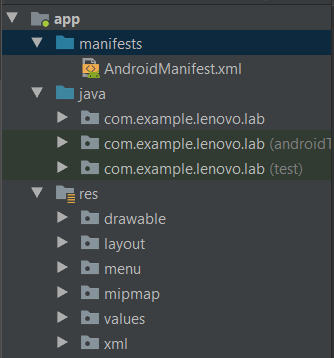 app
manifests
AndroidManifest.xml
java
com.example.lenovo.lab
com.example.lenovo.lab (androidT
com.example.lenovo.lab (test)
res
drawable
layout
menu
mipmap
values
xml